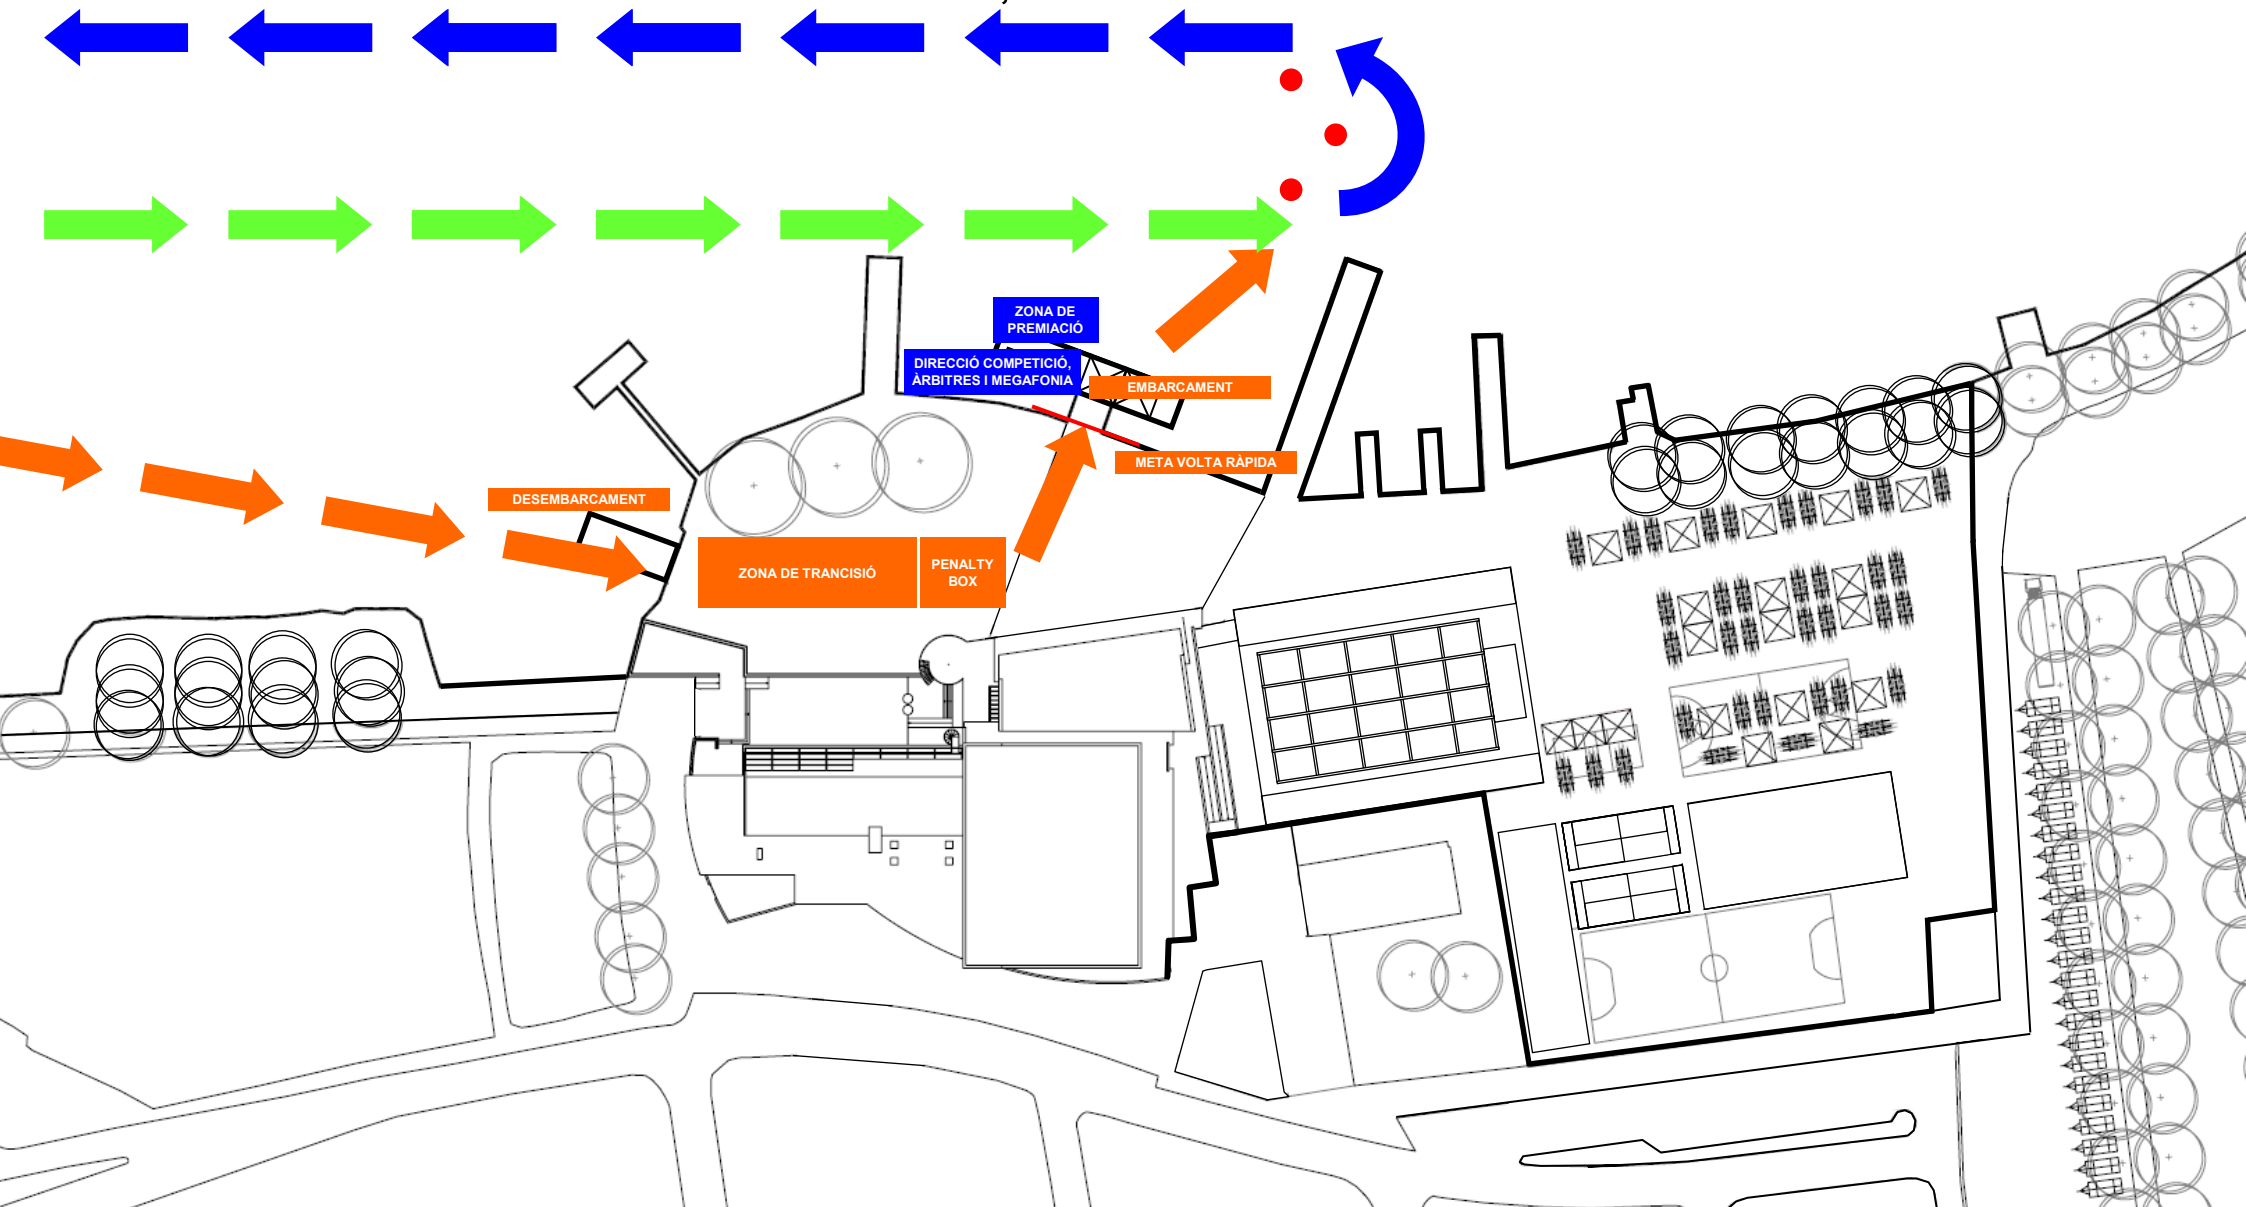 ZONA DE
PREMIACIÓ
DIRECCIÓ COMPETICIÓ,
ÀRBITRES I MEGAFONIA
EMBARCAMENT
META VOLTA RÀPIDA
DESEMBARCAMENT
ZONA DE TRANCISIÓ
PENALTY
BOX